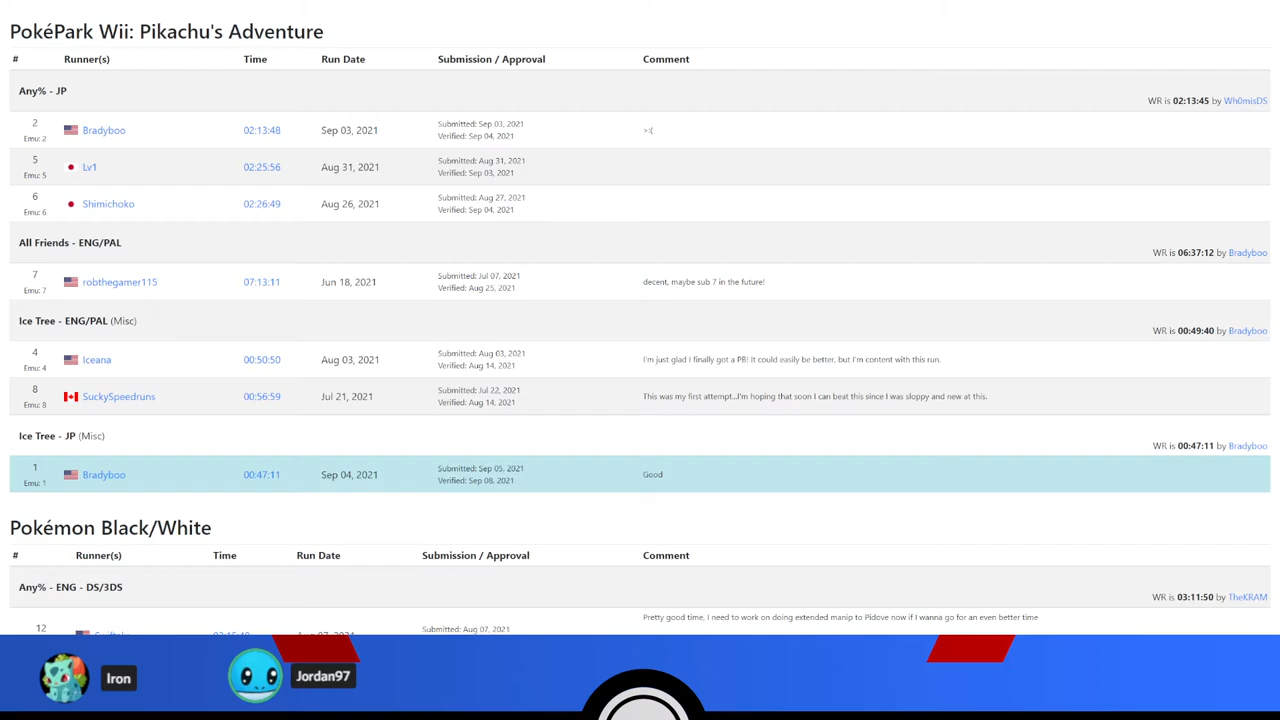 PokéPark Wii: Pikachu's Adventure
# Runner(s) Time Run Date Submission / Approval Comment
Any% - JP
WR is 02:13:45 by Wh0misDS
2 Bradyboo 02:13:48 Sep 03, 2021 Submitted: Sep 03, 2021 >:(
Emu: 2 Verified: Sep 04, 2021
5 Lv1 02:25:56 Aug 31, 2021 Submitted: Aug 31, 2021
Emu: 5 Verified: Sep 03, 2021
6 Shimichoko 02:26:49 Aug 26, 2021 Submitted: Aug 27, 2021
Emu: 6 Verified: Sep 04, 2021
All Friends - ENG/PAL
WR is 06:37:12 by Bradyboo
7 robthegamer115 07:13:11 Jun 18, 2021 Submitted: Jul 07, 2021 decent, maybe sub 7 in the future!
Emu: 7 Verified: Aug 25, 2021
Ice Tree - ENG/PAL (Misc)
WR is 00:49:40 by Bradyboo
4 Iceana 00:50:50 Aug 03, 2021 Submitted: Aug 03, 2021 I'm just glad I finally got a PB! It could easily be better, but I'm content with this run.
Emu: 4 Verified: Aug 14, 2021
8 SuckySpeedruns 00:56:59 Jul 21, 2021 Submitted: Jul 22, 2021 This was my first attempt...I'm hoping that soon I can beat this since I was sloppy and new at this.
Emu: 8 Verified: Aug 14, 2021
Ice Tree - JP (Misc)
WR is 00:47:11 by Bradyboo
1 Bradyboo 00:47:11 Sep 04, 2021 Submitted: Sep 05, 2021 Good
Emu: 1 Verified: Sep 08, 2021
Pokémon Black/White
# Runner(s) Time Run Date Submission / Approval Comment
Any% - ENG - DS/3DS
WR is 03:11:50 by TheKRAM
Pretty good time, I need to work on doing extended manip to Pidove now if I wanna go for an even better time
12 Submitted: Aug 07, 2021
Iron Jordan97